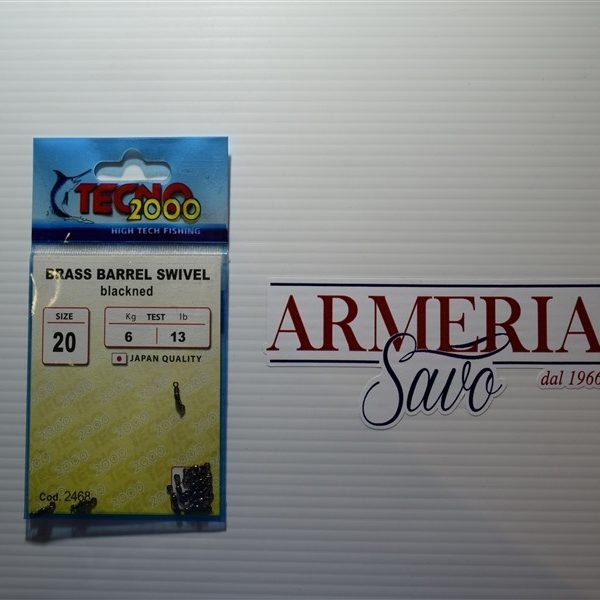 TECNO
2000
HIGH TECH FISHING
BRASS BARREL SWIVEL
blackned
SIZE
20
Kg TEST lb
6 13
JAPAN QUALITY
Cod. 2468
ARMERIA
Savo
dal 1966